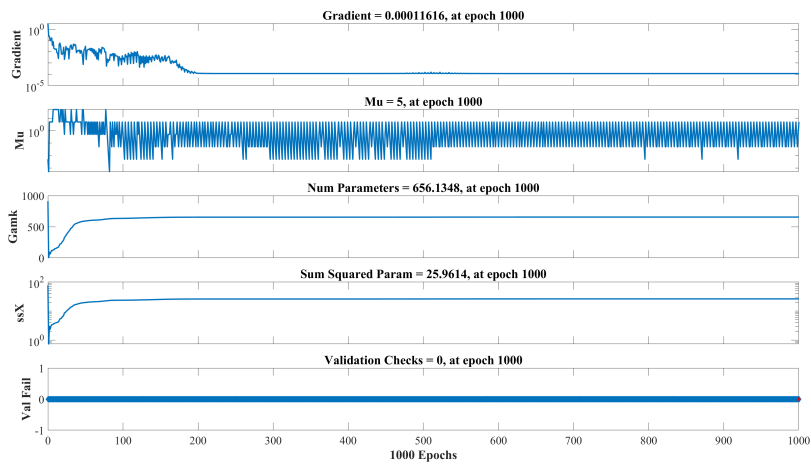 Gradient = 0.00011616, at epoch 1000
10^0
10^-5
Gradient
Mu = 5, at epoch 1000
10^0
Mu
Num Parameters = 656.1348, at epoch 1000
1000
500
0
Gamk
Sum Squared Param = 25.9614, at epoch 1000
10^2
10^0
ssX
Validation Checks = 0, at epoch 1000
1
0
-1
Val Fail
0 100 200 300 400 500 600 700 800 900 1000
1000 Epochs